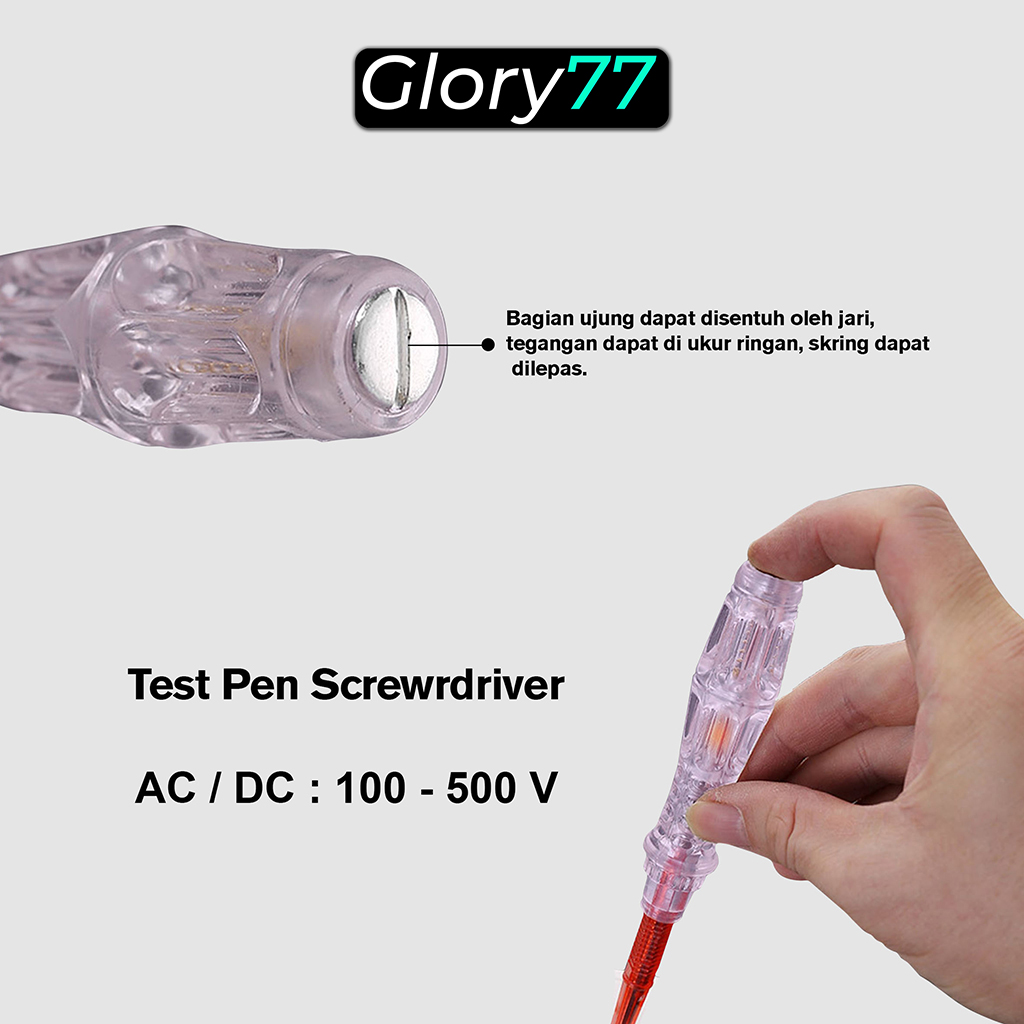 Glory77
Bagian ujung dapat disentuh oleh jari,
tegangan dapat di ukur ringan, skring dapat
dilepas.
Test Pen Screwrdriver
AC / DC : 100 - 500 V